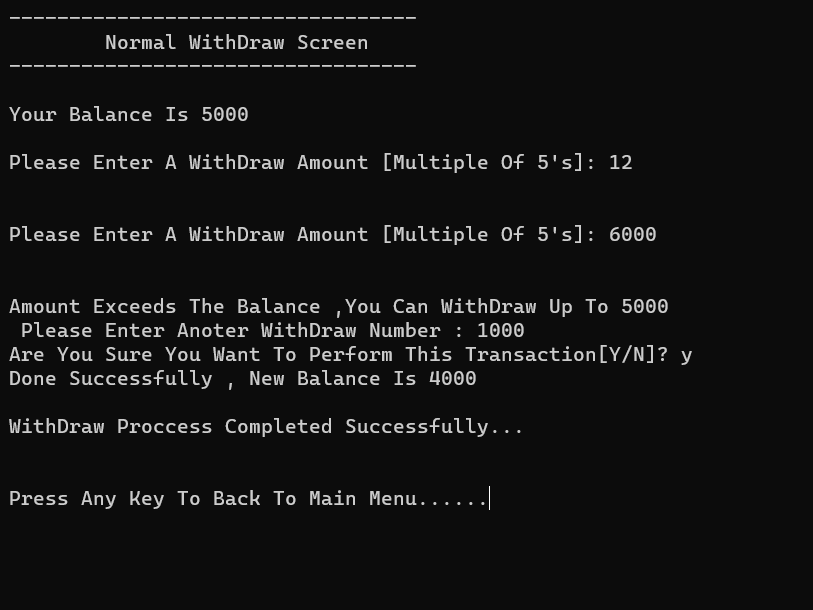 ---------------------------------
Normal WithDraw Screen
---------------------------------
Your Balance Is 5000
Please Enter A WithDraw Amount [Multiple Of 5's]: 12
Please Enter A WithDraw Amount [Multiple Of 5's]: 6000
Amount Exceeds The Balance ,You Can WithDraw Up To 5000
Please Enter Anoter WithDraw Number : 1000
Are You Sure You Want To Perform This Transaction[Y/N]? y
Done Successfully , New Balance Is 4000
WithDraw Proccess Completed Successfully...
Press Any Key To Back To Main Menu......